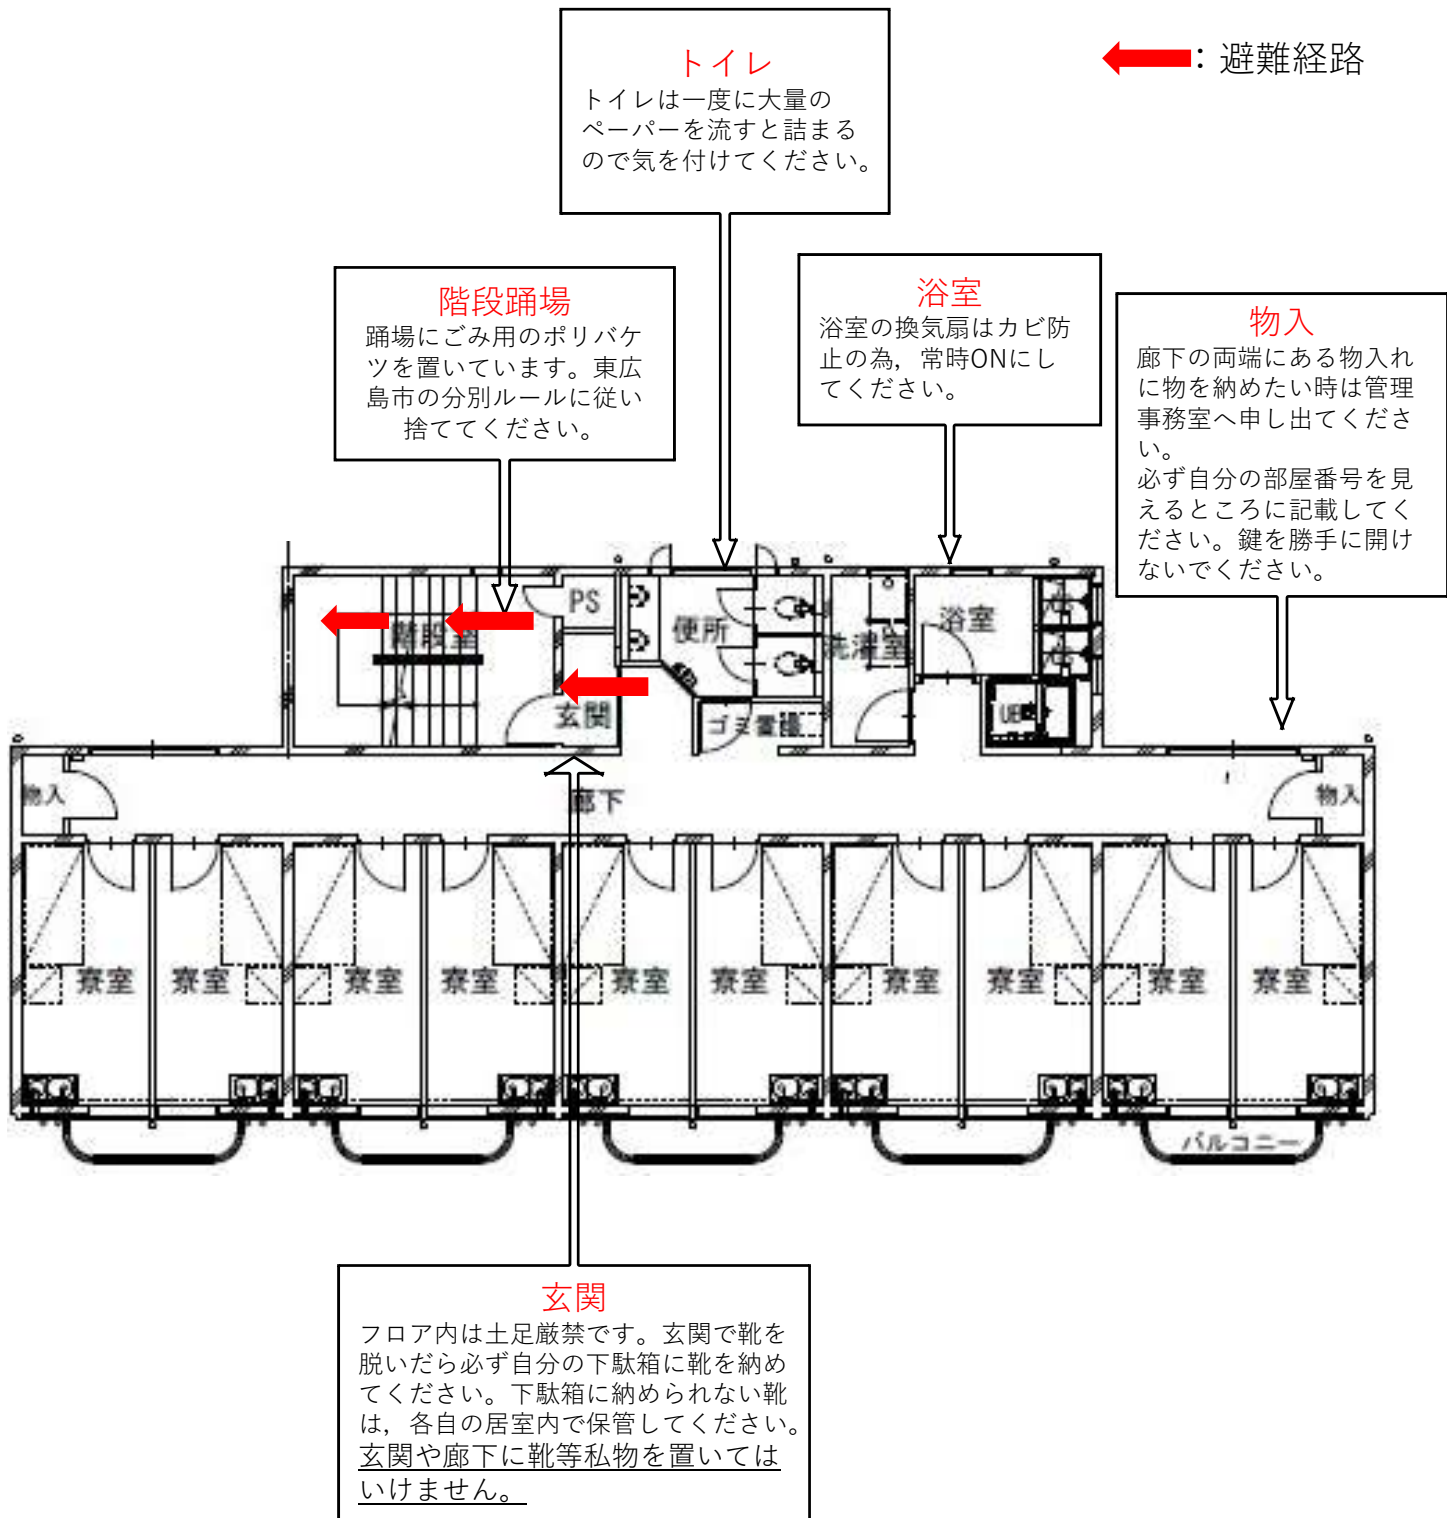 ：避難経路
トイレ
トイレは一度に大量の
ペーパーを流すと詰まる
ので気を付けてください。
階段踊場
踊場にごみ用のポリバケ
ツを置いています。東広
島市の分別ルールに従い
捨ててください。
浴室
浴室の換気扇はカビ防
止の為，常時ONにし
てください。
物入
廊下の両端にある物入れ
に物を納めたい時は管理
事務室へ申し出てくださ
い。
必ず自分の部屋番号を見
えるところに記載してく
ださい。鍵を勝手に開け
ないでください。
PS
階段室
便所
洗濯室
浴室
玄関
ゴミ置場
UB
物入
廊下
物入
寮室
寮室
寮室
寮室
寮室
寮室
寮室
寮室
寮室
寮室
バルコニー
玄関
フロア内は土足厳禁です。玄関で靴を
脱いだら必ず自分の下駄箱に靴を納め
てください。下駄箱に納められない靴
は，各自の居室内で保管してください。
玄関や廊下に靴等私物を置いては
いけません。